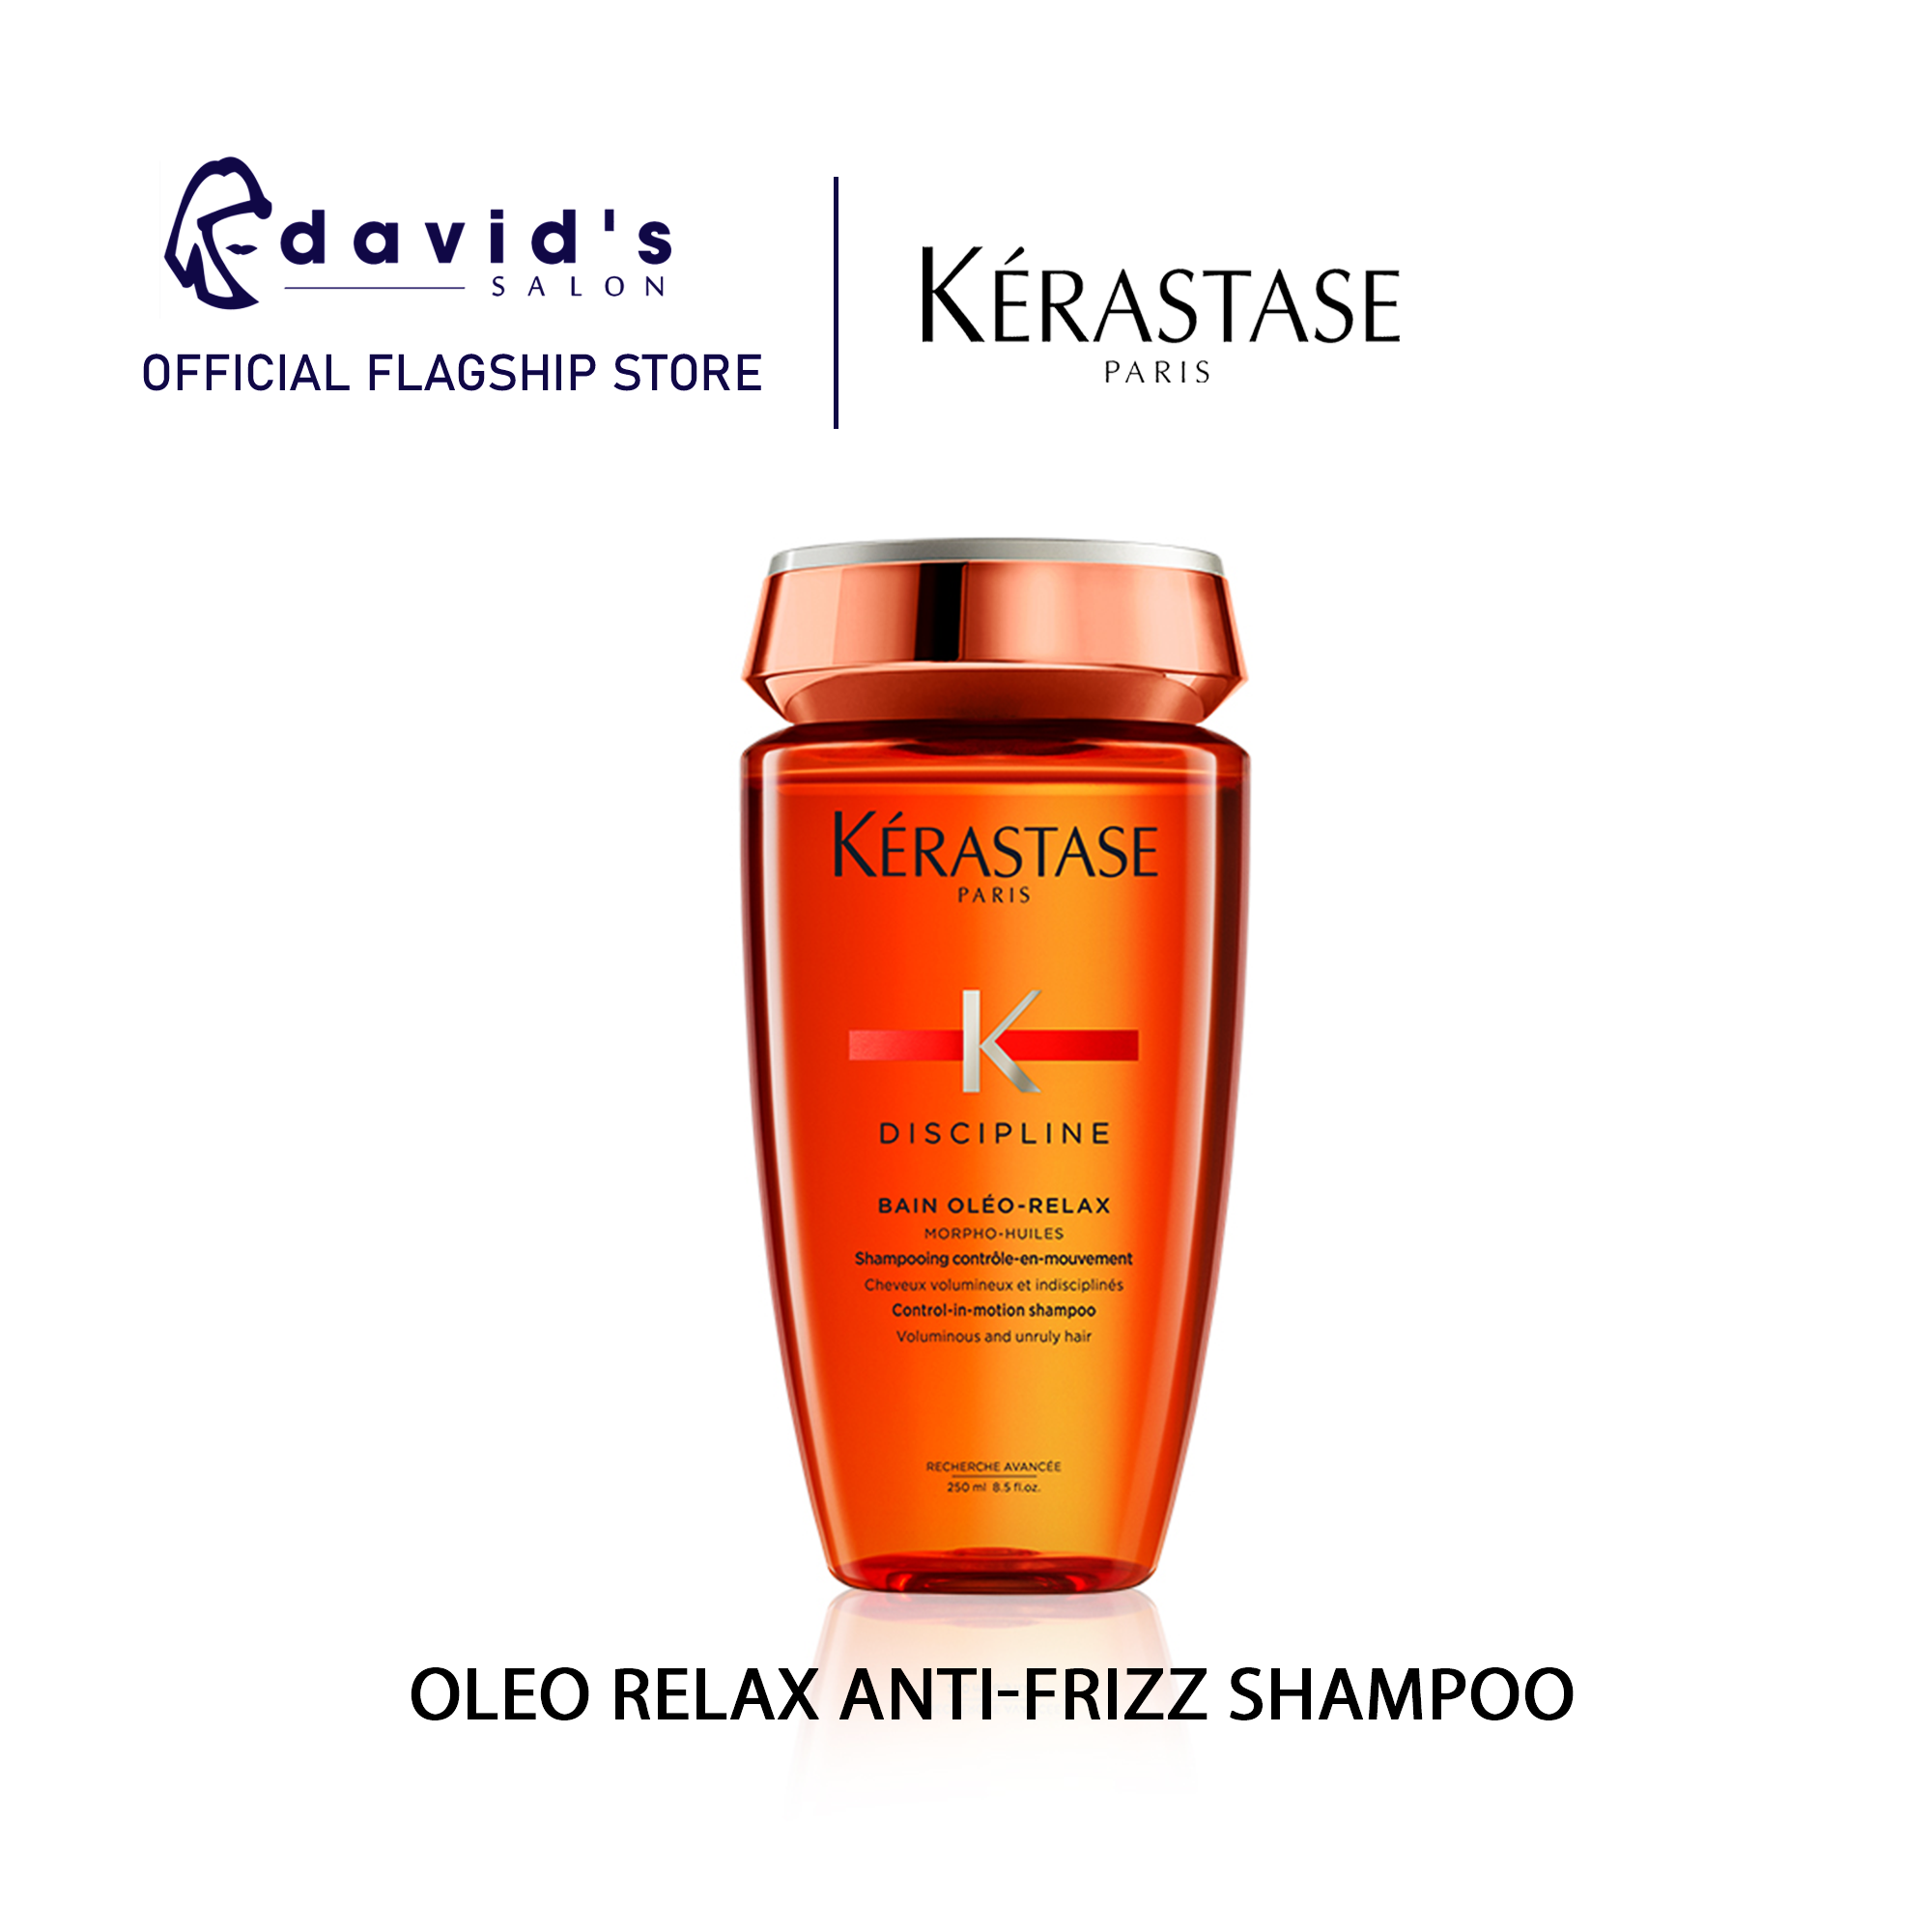 david's
SALON
OFFICIAL FLAGSHIP STORE
KÉRASTASE
PARIS
KÉRASTASE
PARIS
K
DISCIPLINE
BAIN OLÉO-RELAX
MORPHO-HUILES
Shampooing contrôle-en-mouvement
Cheveux volumineux et indisciplinés
Control-in-motion shampoo
Voluminous and unruly hair
RECHERCHE AVANCÉE
250 ml 8.5 fl.oz.
OLEO RELAX ANTI-FRIZZ SHAMPOO